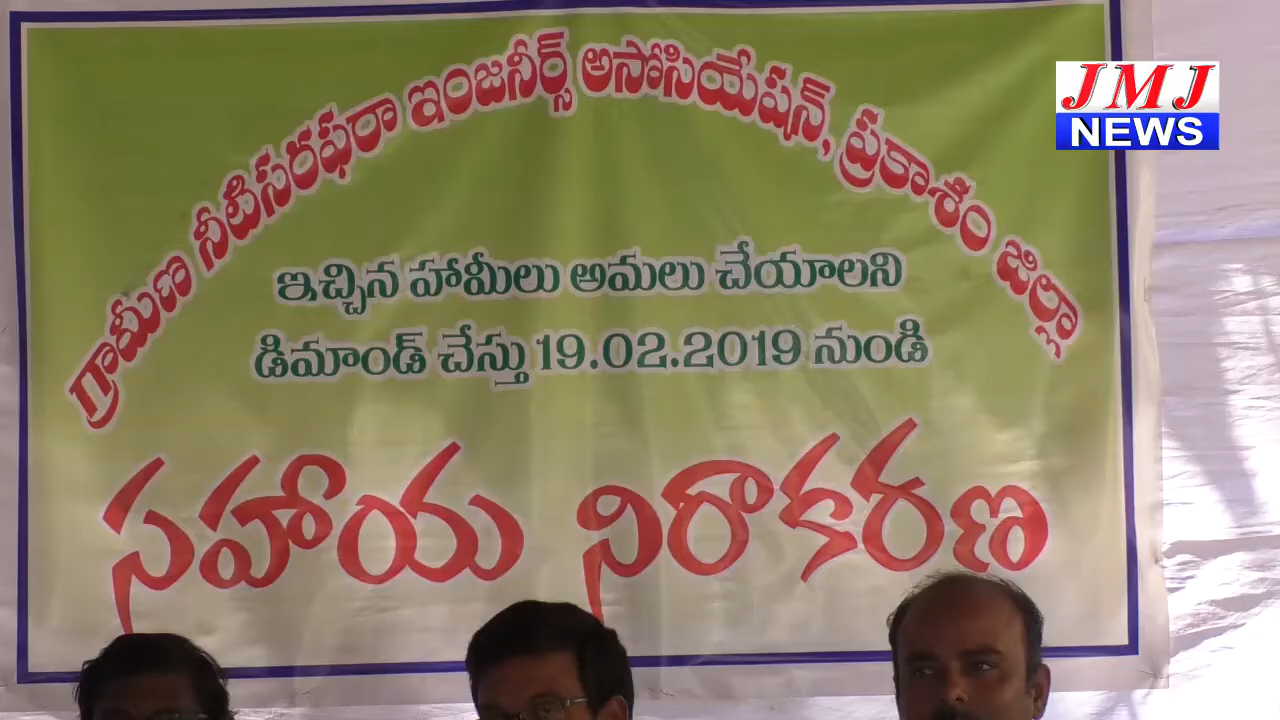 గ్రామీణ నీటిసరఫరా ఇంజనీర్స్ అసోసియేషన్, ప్రకాశం జిల్లా
JMJ
NEWS
ఇచ్చిన హామీలు అమలు చేయాలని
డిమాండ్ చేస్తు 19.02.2019 నుండి
సహాయ నిరాకరణ